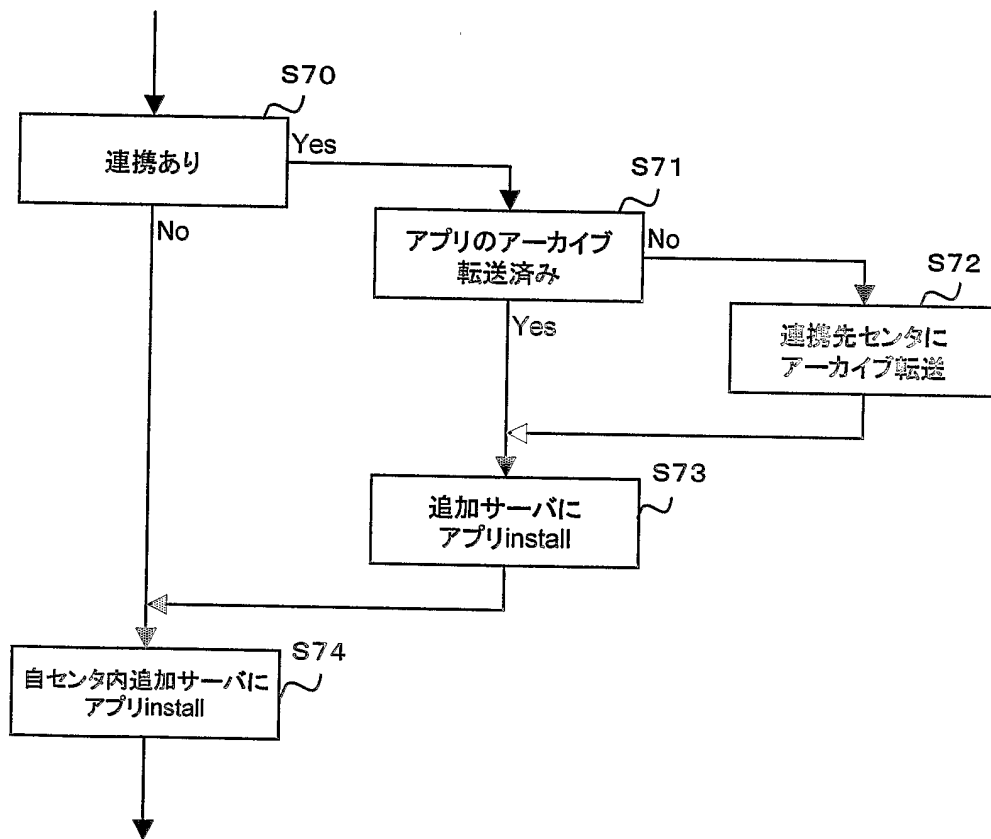 S70
連携あり
Yes
No
S71
アプリのアーカイブ
転送済み
No
Yes
S72
連携先センタに
アーカイブ転送
S73
追加サーバに
アプリinstall
S74
自センタ内追加サーバに
アプリinstall